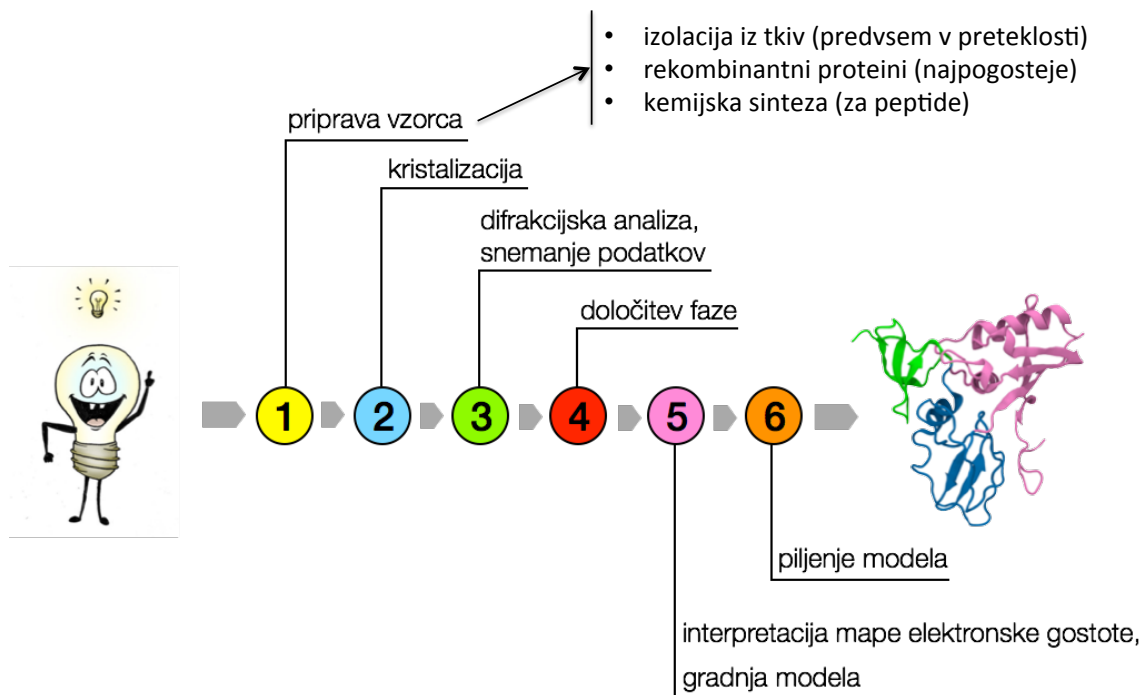 • izolacija iz tkiv (predvsem v preteklosti)
• rekombinantni proteini (najpogosteje)
• kemijska sinteza (za peptide)
priprava vzorca
kristalizacija
difrakcijska analiza,
snemanje podatkov
določitev faze
1 2 3 4 5 6
piljenje modela
interpretacija mape elektronske gostote,
gradnja modela